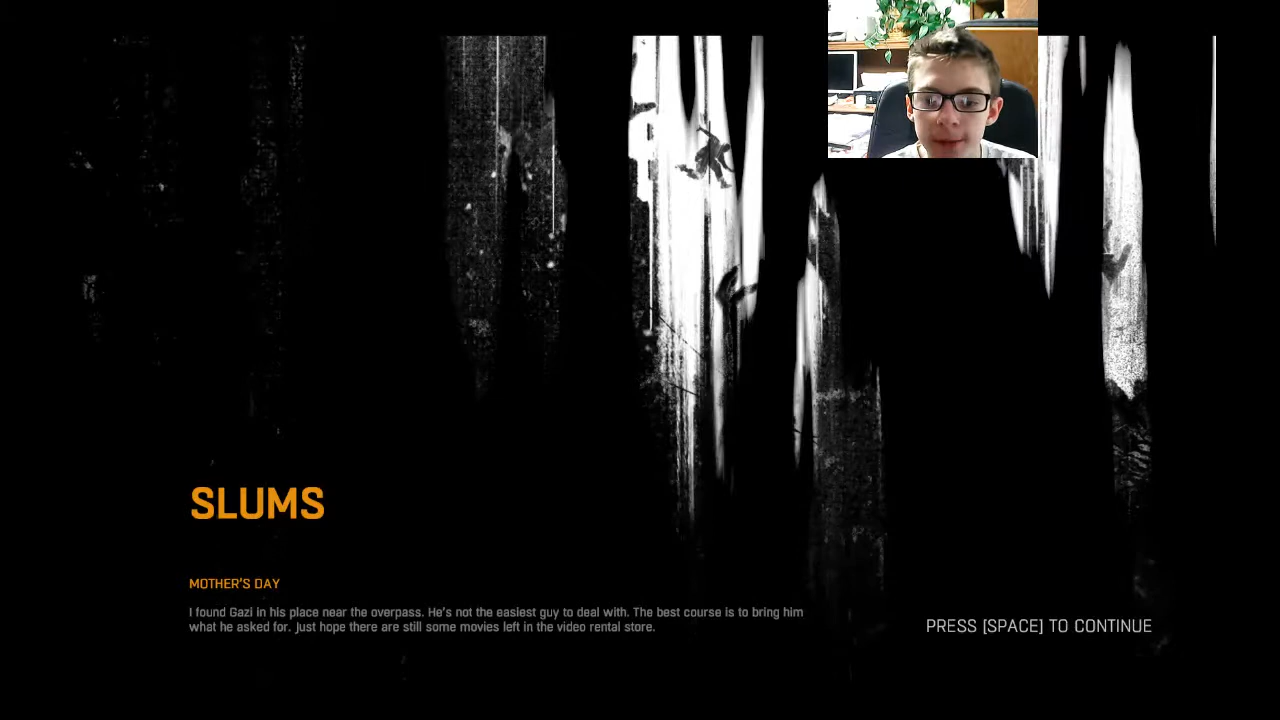 SLUMS
MOTHER'S DAY
I found Gazi in his place near the overpass. He's not the easiest guy to deal with. The best course is to bring him
what he asked for. Just hope there are still some movies left in the video rental store.
PRESS [SPACE] TO CONTINUE